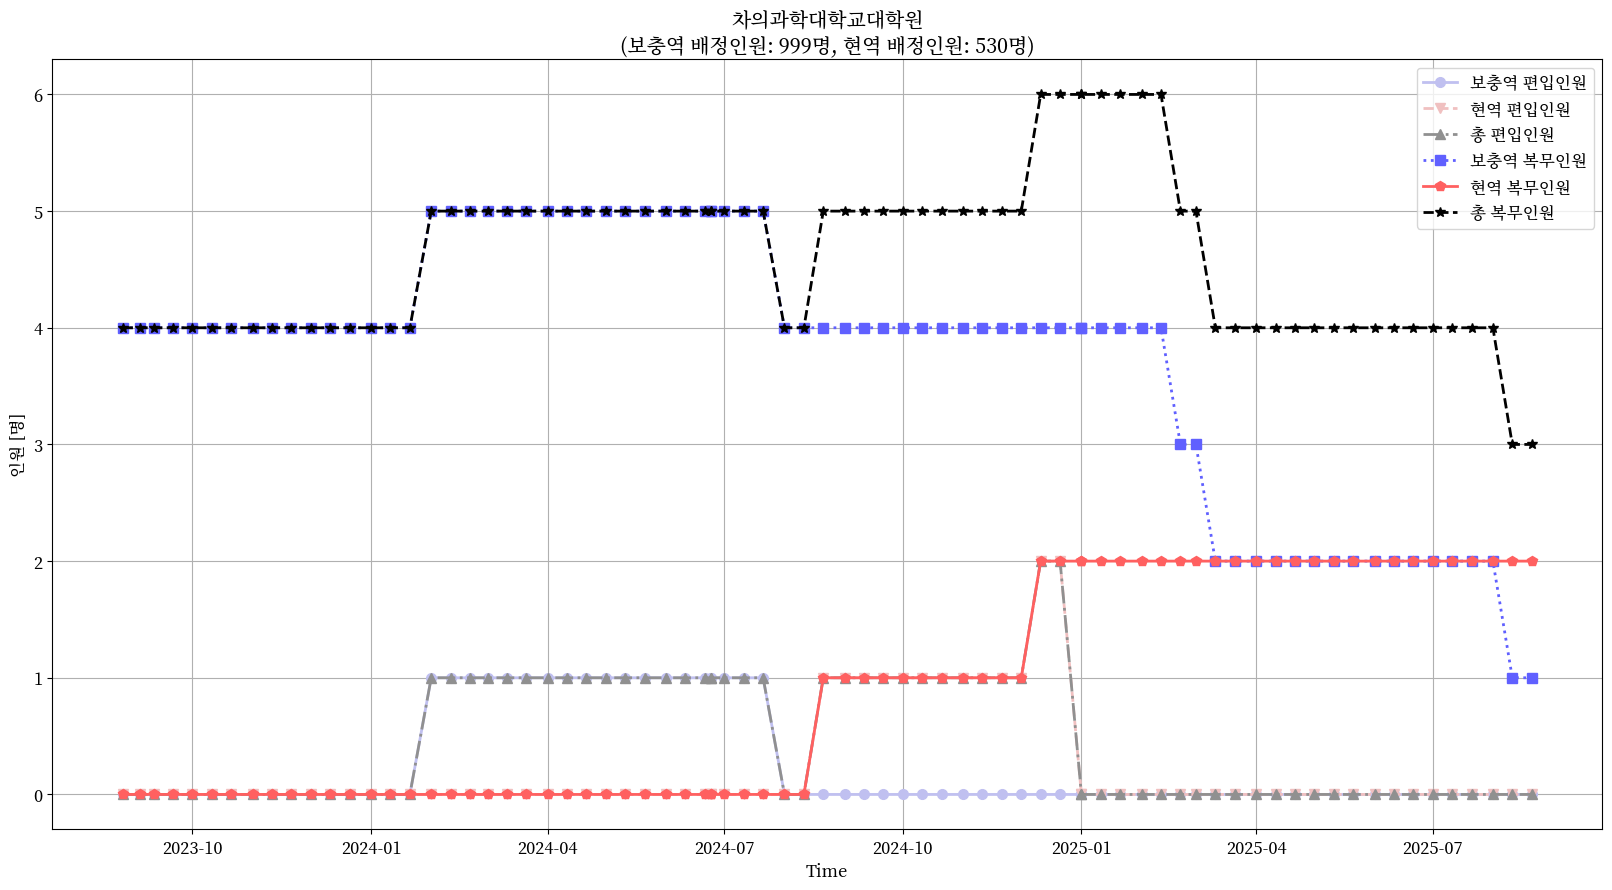 차의과학대학교대학원
(보충역 배정인원: 999명, 현역 배정인원: 530명)
보충역 편입인원
현역 편입인원
총 편입인원
보충역 복무인원
현역 복무인원
총 복무인원
인원 [명]
6
5
4
3
2
1
0
2023-10
2024-01
2024-04
2024-07
2024-10
2025-01
2025-04
2025-07
Time